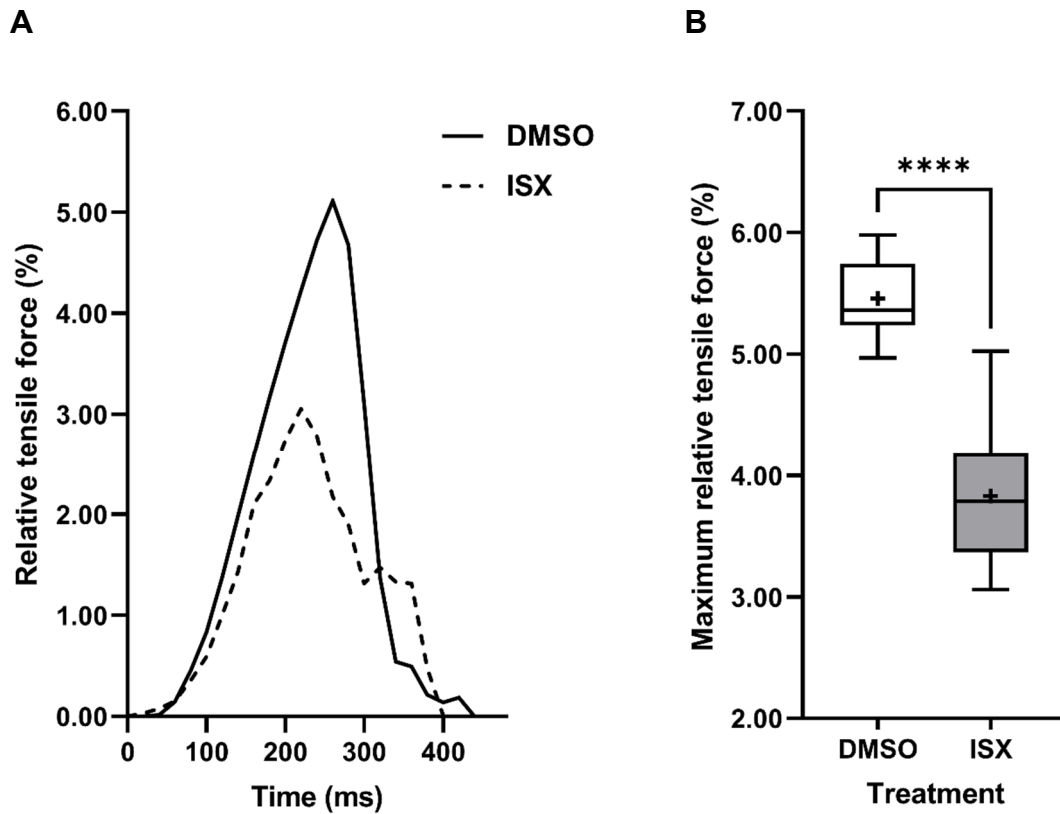 A
Relative tensile force (%)
6.00
5.00
4.00
3.00
2.00
1.00
0.00
0 100 200 300 400
Time (ms)
DMSO
ISX
B
Maximum relative tensile force (%)
7.00
6.00
5.00
4.00
3.00
2.00
****
DMSO ISX
Treatment